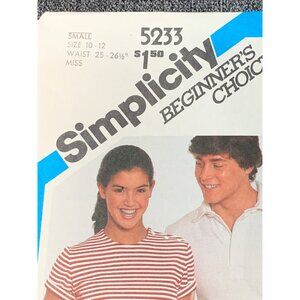 SMALL
SIZE 10-12
WAIST 25-26½"
MISS
5233
$1.50
Simplicity
BEGINNER'S
CHOIC